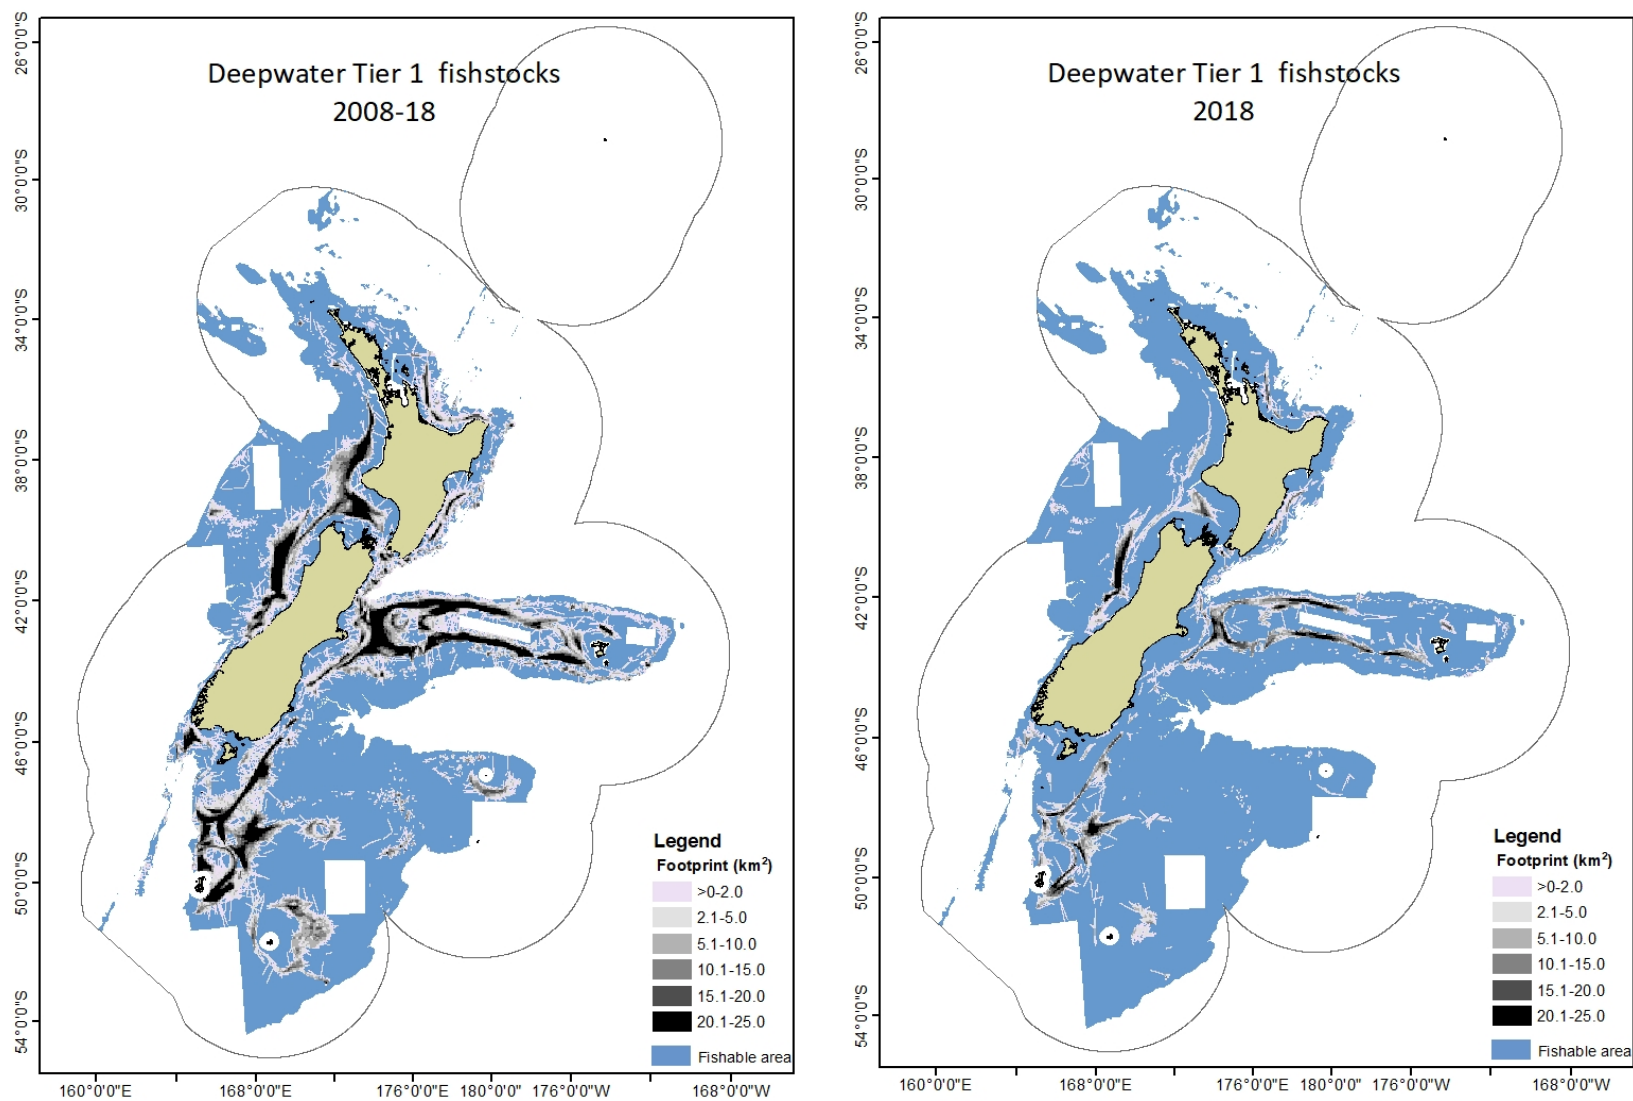 Deepwater Tier 1 fishstocks
2008-18
26°0'0"S
30°0'0"S
34°0'0"S
38°0'0"S
42°0'0"S
46°0'0"S
50°0'0"S
54°0'0"S
160°0'0"E
168°0'0"E
176°0'0"E
180°0'0"
176°0'0"W
168°0'0"W
Legend
Footprint (km²)
>0-2.0
2.1-5.0
5.1-10.0
10.1-15.0
15.1-20.0
20.1-25.0
Fishable area
Deepwater Tier 1 fishstocks
2018
26°0'0"S
30°0'0"S
34°0'0"S
38°0'0"S
42°0'0"S
46°0'0"S
50°0'0"S
54°0'0"S
160°0'0"E
168°0'0"E
176°0'0"E
180°0'0"
176°0'0"W
168°0'0"W
Legend
Footprint (km²)
>0-2.0
2.1-5.0
5.1-10.0
10.1-15.0
15.1-20.0
20.1-25.0
Fishable area